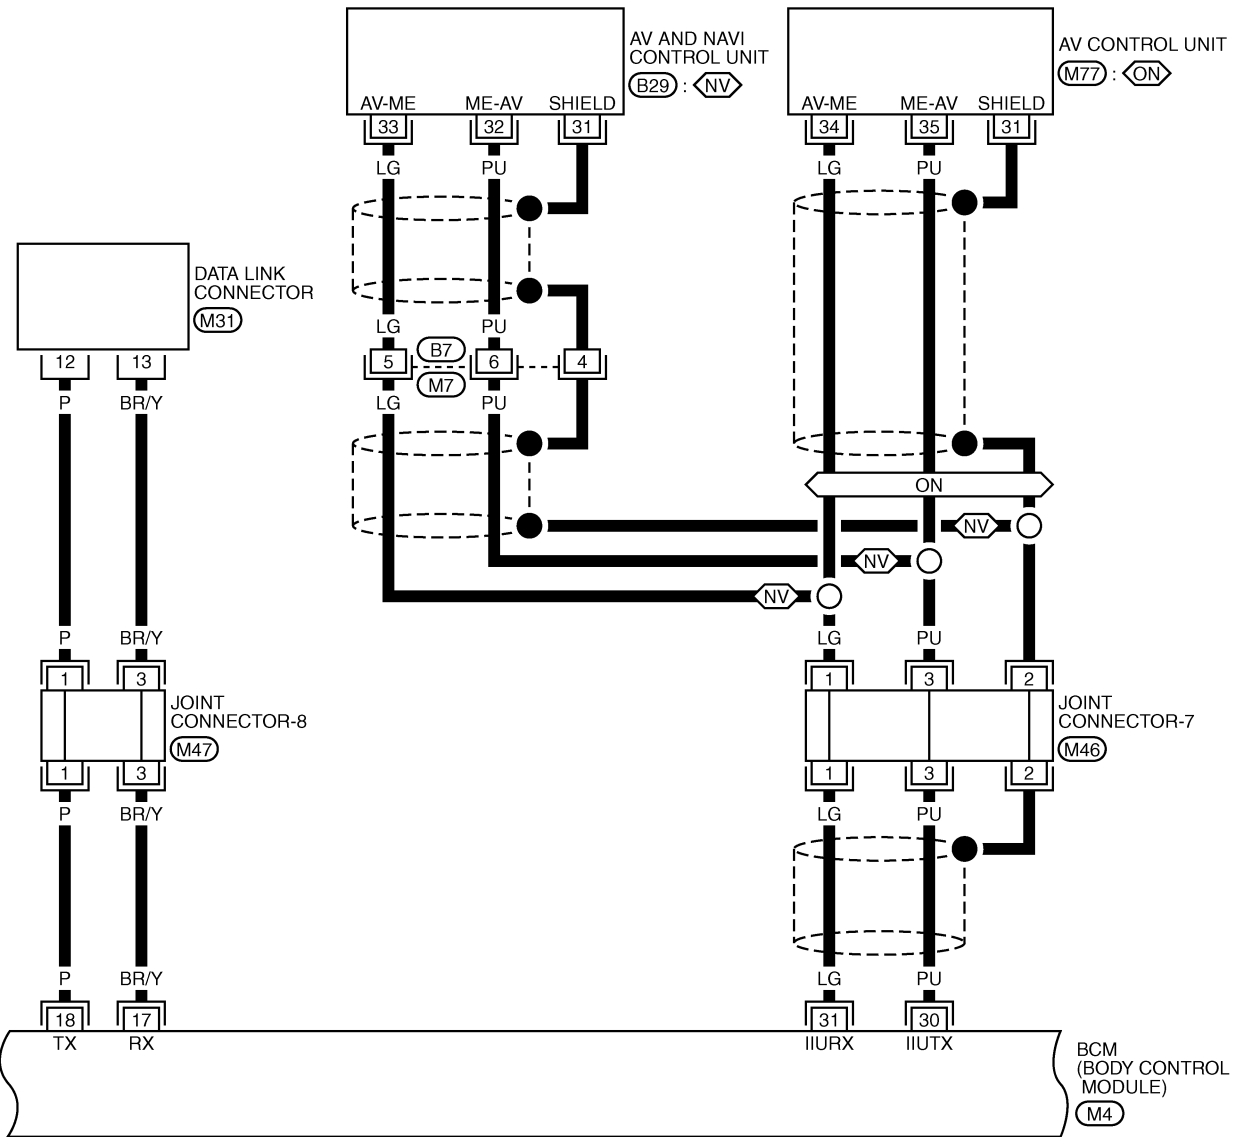 AV AND NAVI
CONTROL UNIT
B29 : NV
AV-ME ME-AV SHIELD
33 32 31
AV CONTROL UNIT
M77 : ON
AV-ME ME-AV SHIELD
34 35 31
LG PU
LG PU
DATA LINK
CONNECTOR
M31
12 13
P BR/Y
LG PU
5 B7 6 4
M7
LG PU
ON
NV
NV
NV
P BR/Y
LG PU
1 3
JOINT
CONNECTOR-8
M47
1 3
P BR/Y
1 3 2
JOINT
CONNECTOR-7
M46
1 3 2
LG PU
P BR/Y
LG PU
18 17
TX RX
31 30
IIURX IIUTX
BCM
(BODY CONTROL
MODULE)
M4